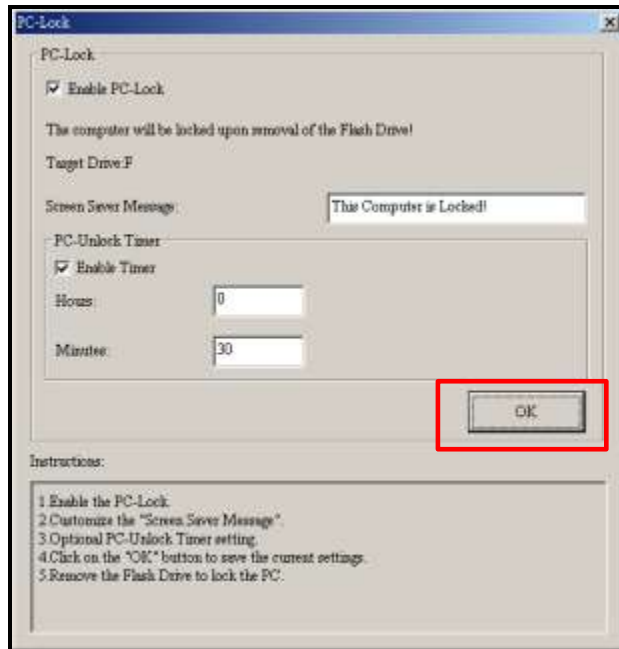 PC-Lock
PC-Lock
Enable PC-Lock
The computer will be locked upon removal of the Flash Drive!
Target Drive:F
Screen Saver Message: This Computer is Locked!
PC-Unlock Timer
Enable Timer
Hours: 0
Minutes: 30
OK
Instructions:
1.Enable the PC-Lock.
2.Customize the "Screen Saver Message".
3.Optional PC-Unlock Timer setting.
4.Click on the "OK" button to save the current settings.
5.Remove the Flash Drive to lock the PC.